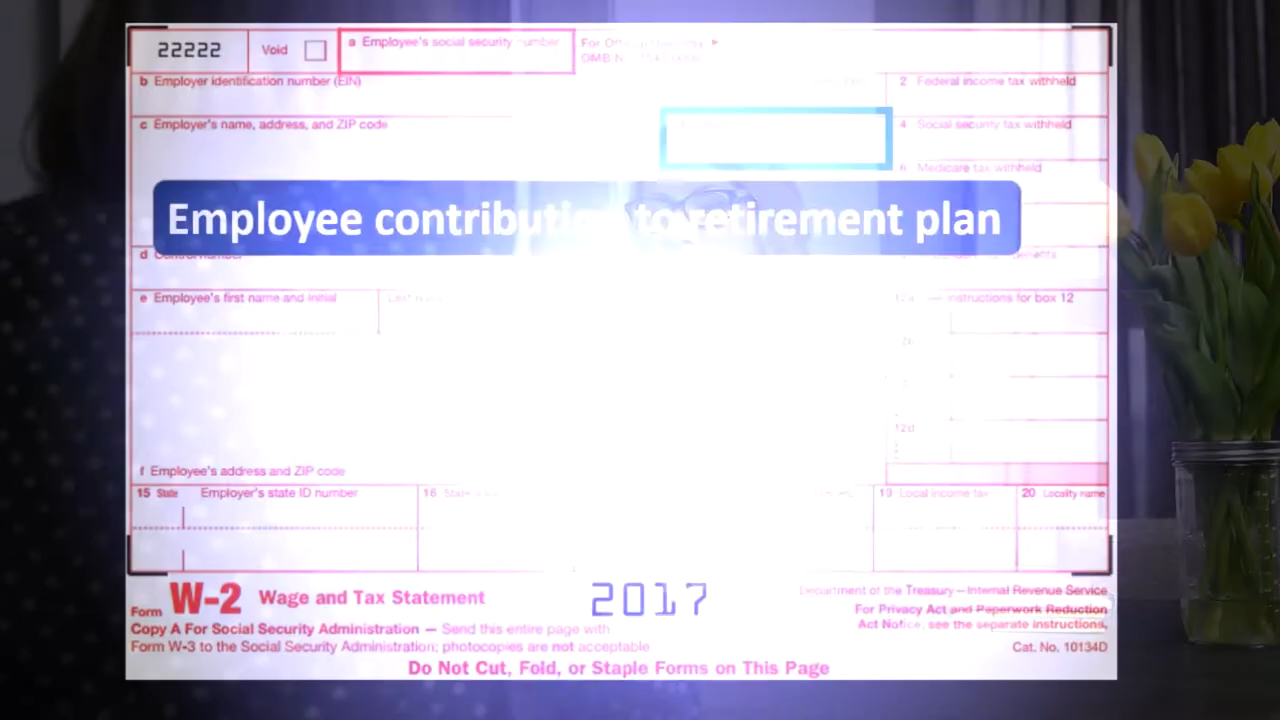 22222
Void
a Employee's social security number
For
OMB
b Employer identification number (EIN)
2 Federal income tax withheld
c Employer's name, address, and ZIP code
4 Social security tax withheld
6 Medicare tax withheld
Employee contribution to retirement plan
d Control number
e Employee's first name and initial
Last
12a instructions for box 12
12d
f Employee's address and ZIP code
15 State Employer's state ID number
16 State
19 Local income tax
20 Locality name
Form W-2 Wage and Tax Statement
2017
Department of the Treasury—Internal Revenue Service
For Privacy Act and Paperwork Reduction
Act Notice, see the separate instructions.
Copy A For Social Security Administration — Send this entire page with
Form W-3 to the Social Security Administration; photocopies are not acceptable
Cat. No. 10134D
Do Not Cut, Fold, or Staple Forms on This Page